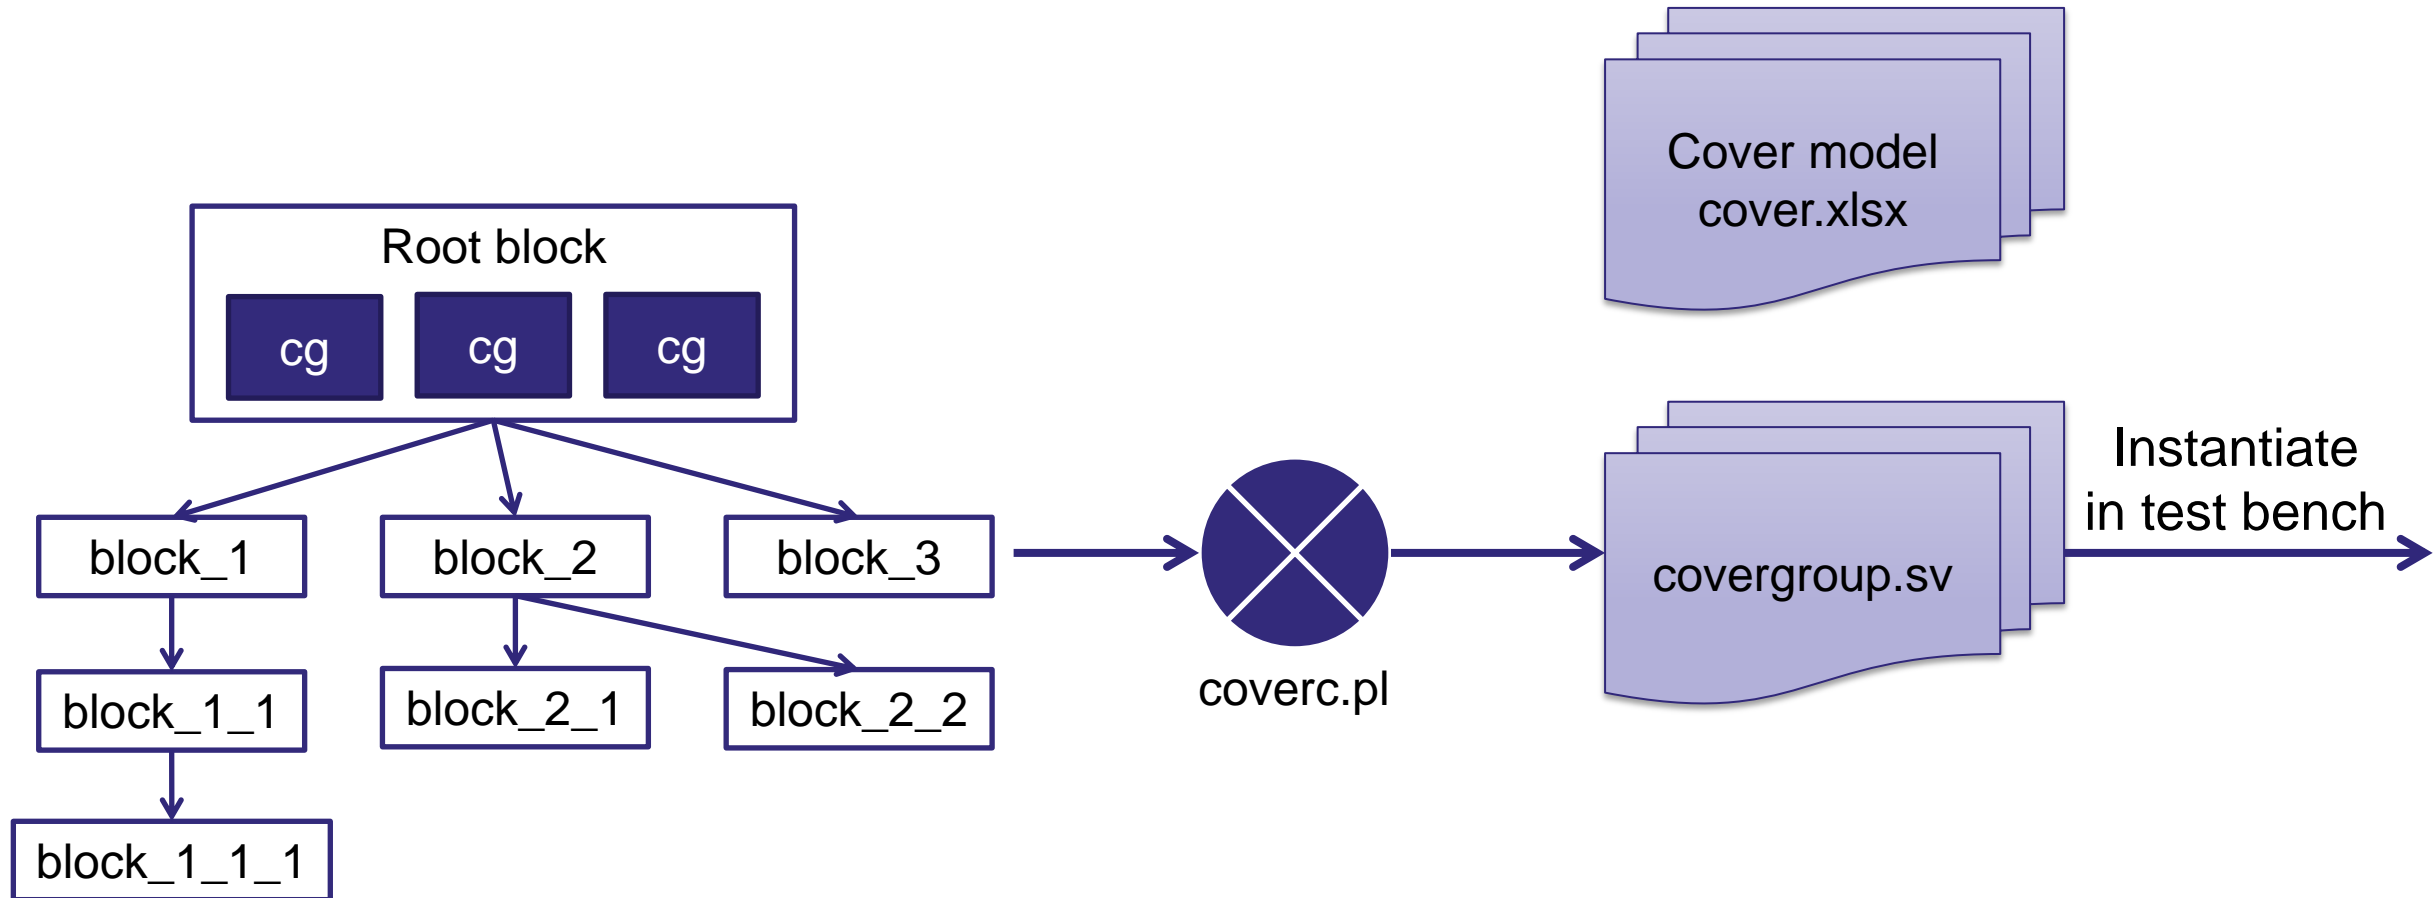 Cover model
cover.xlsx
Root block
cg
cg
cg
Instantiate
in test bench
block_1
block_2
block_3
covergroup.sv
coverc.pl
block_1_1
block_2_1
block_2_2
block_1_1_1